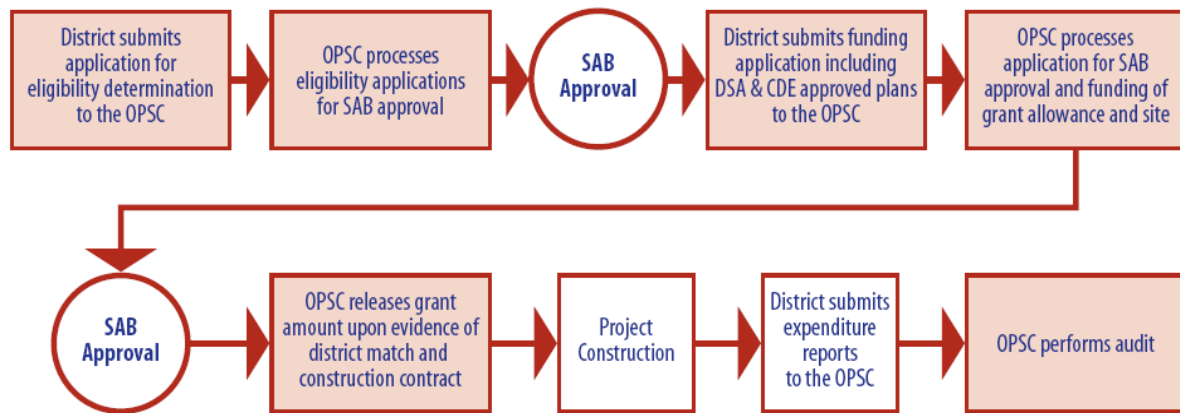 District submits
application for
eligibility determination
to the OPSC
OPSC processes
eligibility applications
for SAB approval
SAB
Approval
District submits funding
application including
DSA & CDE approved plans
to the OPSC
OPSC processes
application for SAB
approval and funding of
grant allowance and site
SAB
Approval
OPSC releases grant
amount upon evidence of
district match and
construction contract
Project
Construction
District submits
expenditure
reports
to the OPSC
OPSC performs audit